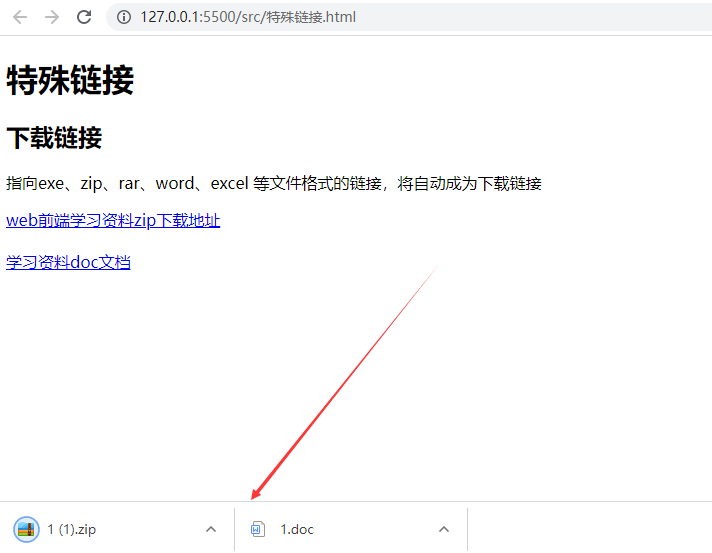 127.0.0.1:5500/src/特殊链接.html
特殊链接
下载链接
指向exe、zip、rar、word、excel 等文件格式的链接，将自动成为下载链接
web前端学习资料zip下载地址
学习资料doc文档
1 (1).zip
1.doc